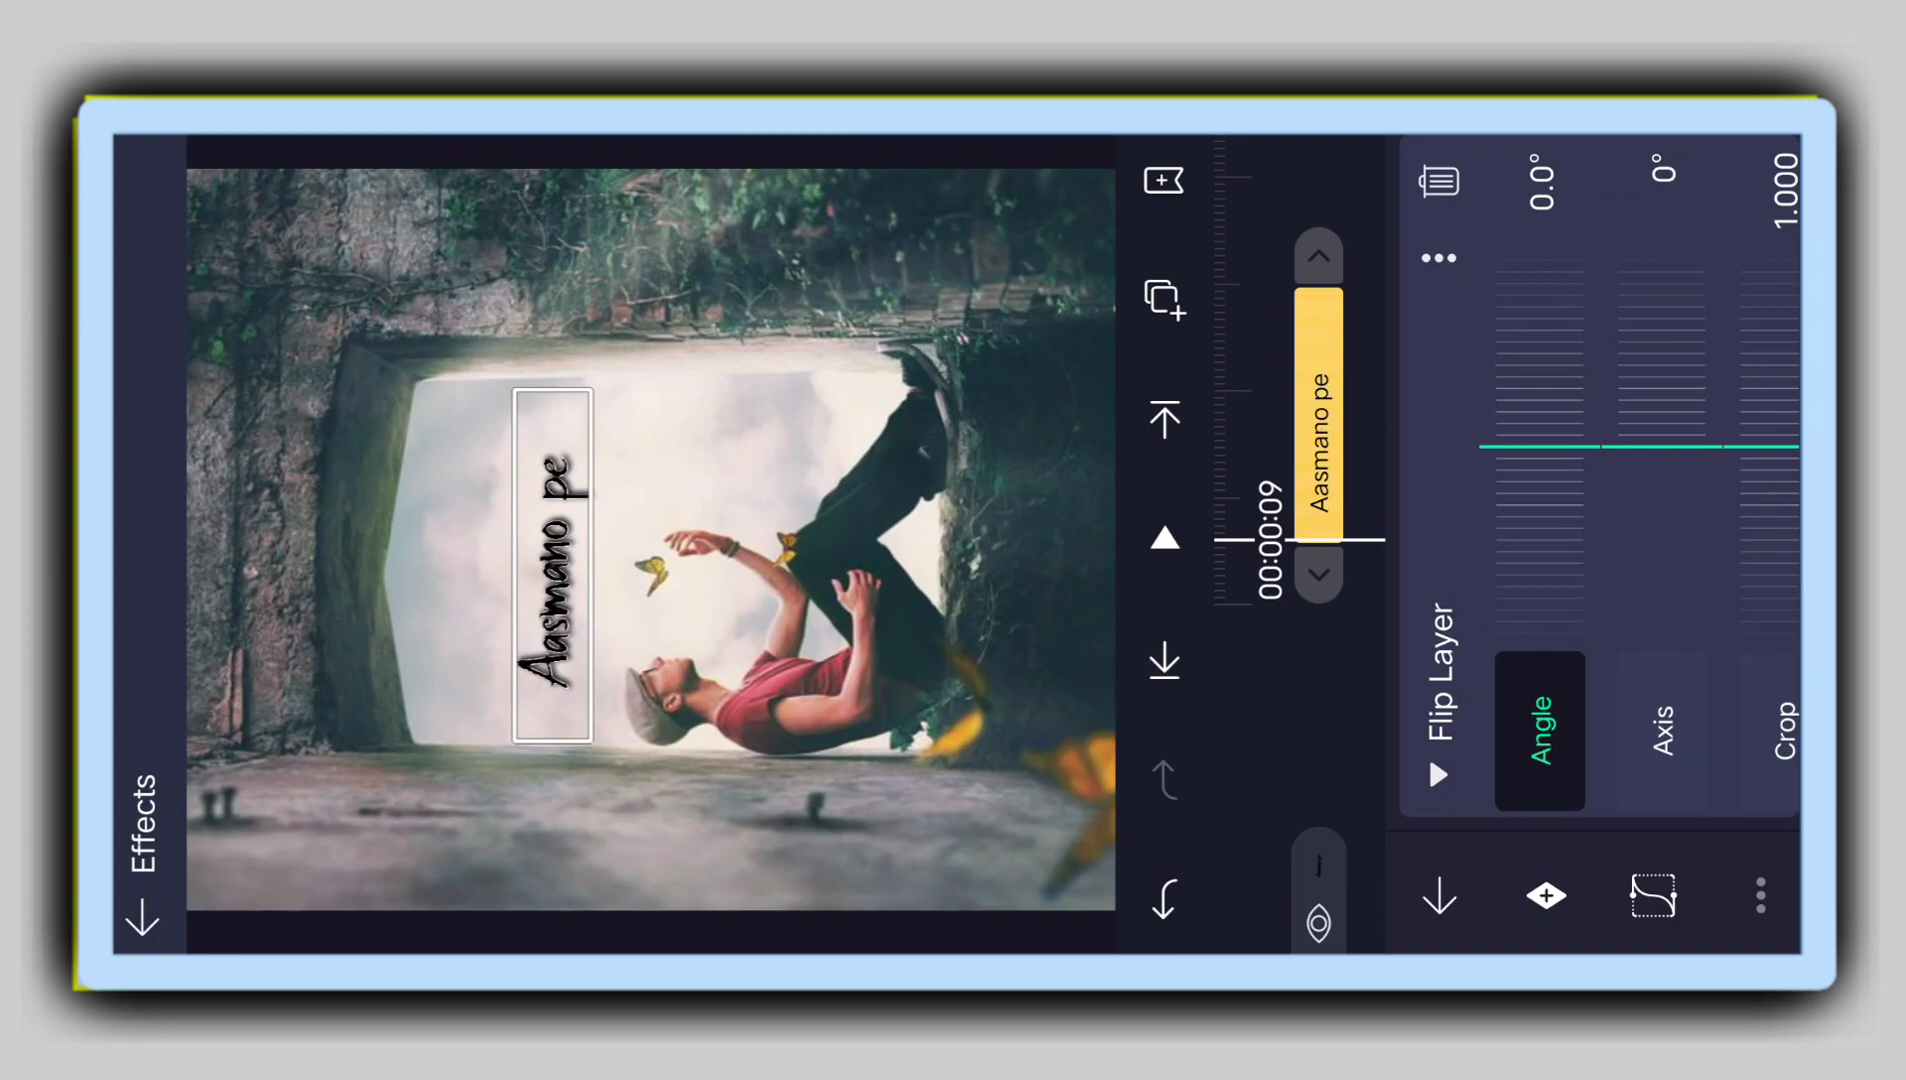 Effects
Aasmano pe
00:00:09
Aasmano pe
Flip Layer
Angle 0.0°
Axis 0°
Crop 1.000